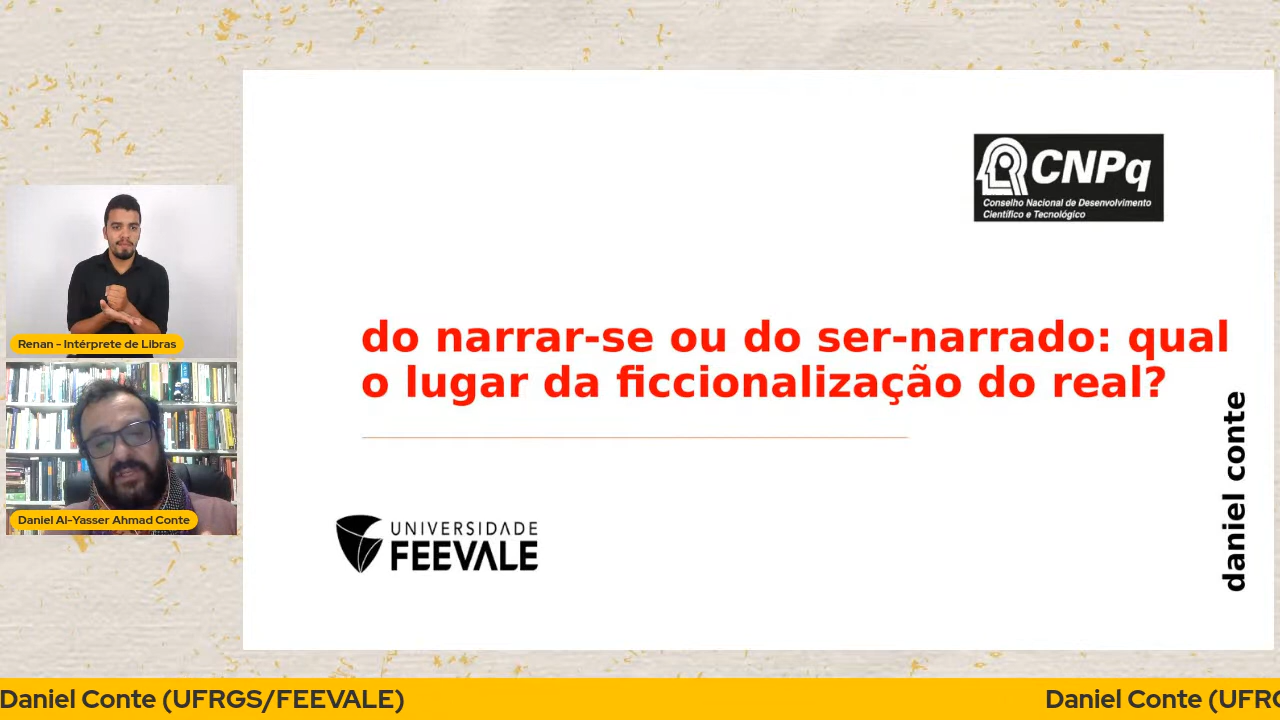 CNPq
Conselho Nacional de Desenvolvimento
Científico e Tecnológico
do narrar-se ou do ser-narrado: qual
o lugar da ficcionalização do real?
daniel conte
UNIVERSIDADE
FEEVALE
Renan - Intérprete de Libras
Daniel Al-Yasser Ahmad Conte
Daniel Conte (UFRGS/FEEVALE)
Daniel Conte (UFRG